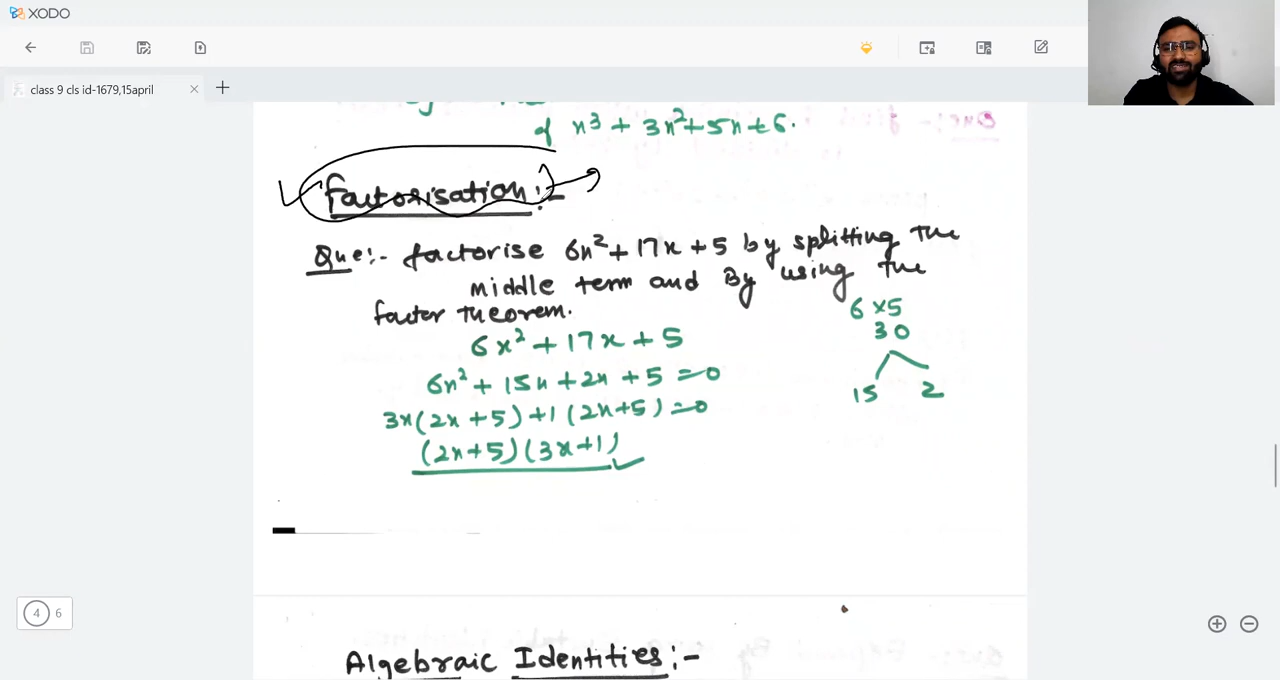 XODO
class 9 cls id-1679,15april
of x³ + 3x² + 5x + 6.
Que:-
Factorisation :-
Que:- factorise 6x² + 17x + 5 by splitting the
middle term and By using the
factor theorem.
6x² + 17x + 5
6x² + 15x + 2x + 5 = 0
3x (2x + 5) + 1 (2x + 5) = 0
(2x + 5) (3x + 1)
6 × 5
30
15 2
4 6
Algebraic Identities :-